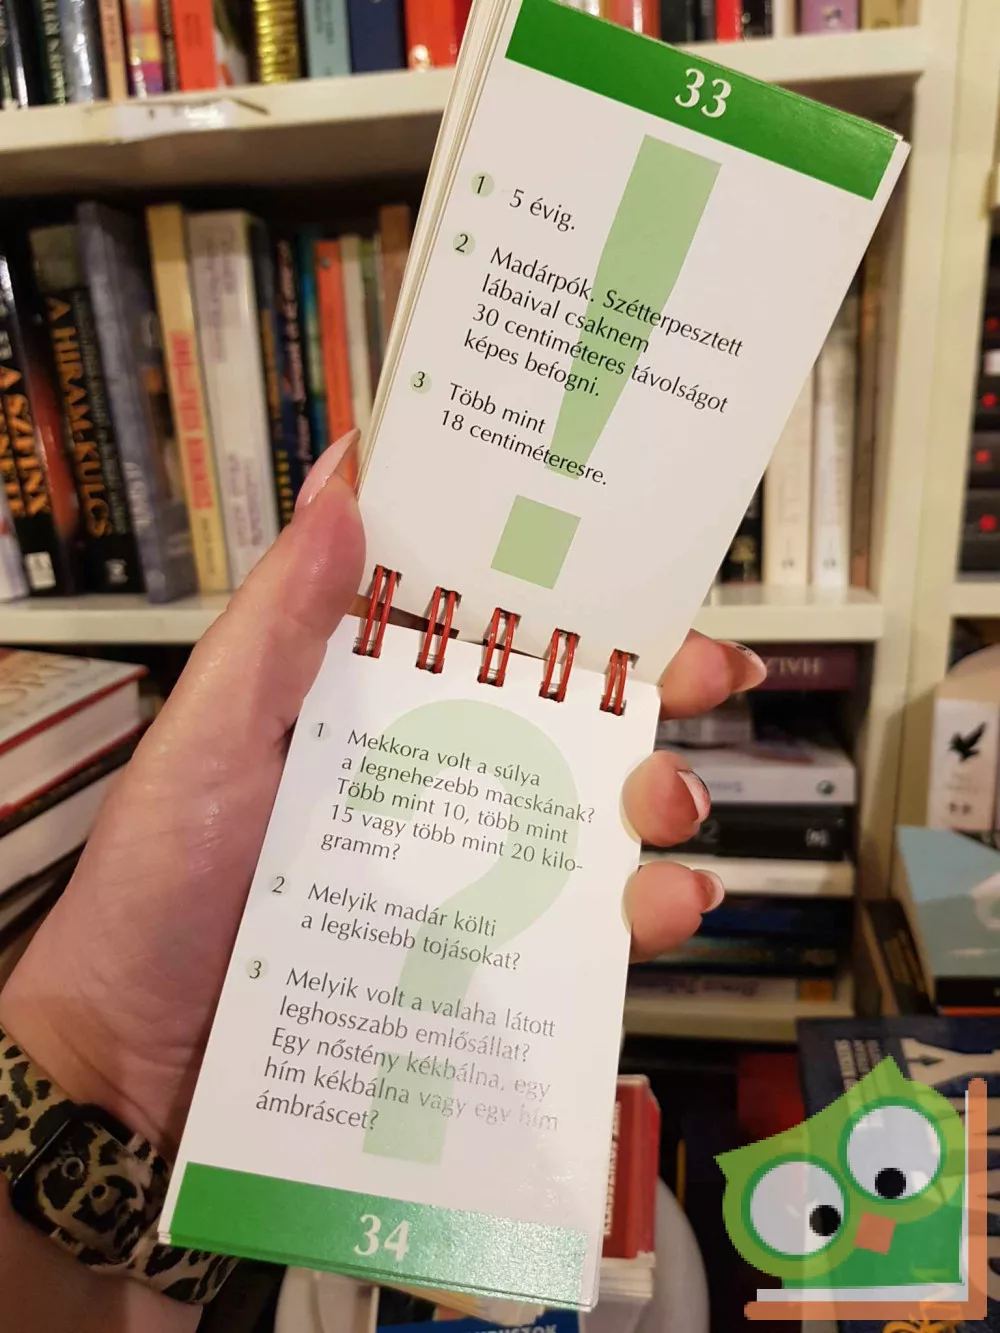 33
1 5 évig.
2 Madárpók. Szétterpesztett
lábaival csaknem
30 centiméteres távolságot
képes befogni.
3 Több mint
18 centiméteresre.
1 Mekkora volt a súlya
a legnehezebb macskának?
Több mint 10, több mint
15 vagy több mint 20 kilo-
gramm?
2 Melyik madár költi
a legkisebb tojásokat?
3 Melyik volt a valaha látott
leghosszabb emlősállat?
Egy nőstény kékbálna, egy
hím kékbálna vagy egy hím
ámbráscet?
34
A HIRAM KULCS